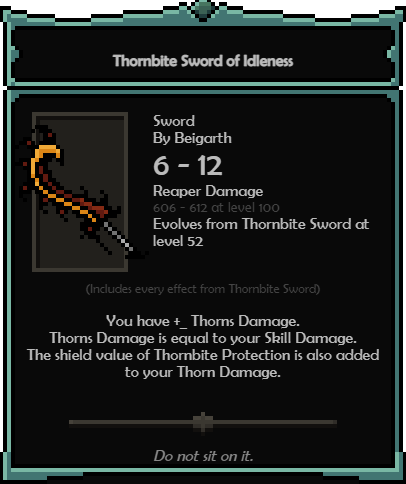 Thornbite Sword of Idleness
Sword
By Beigarth
6 - 12
Reaper Damage
606 - 612 at level 100
Evolves from Thornbite Sword at
level 52
(Includes every effect from Thornbite Sword)
You have +_ Thorns Damage.
Thorns Damage is equal to your Skill Damage.
The shield value of Thornbite Protection is also added
to your Thorn Damage.
Do not sit on it.